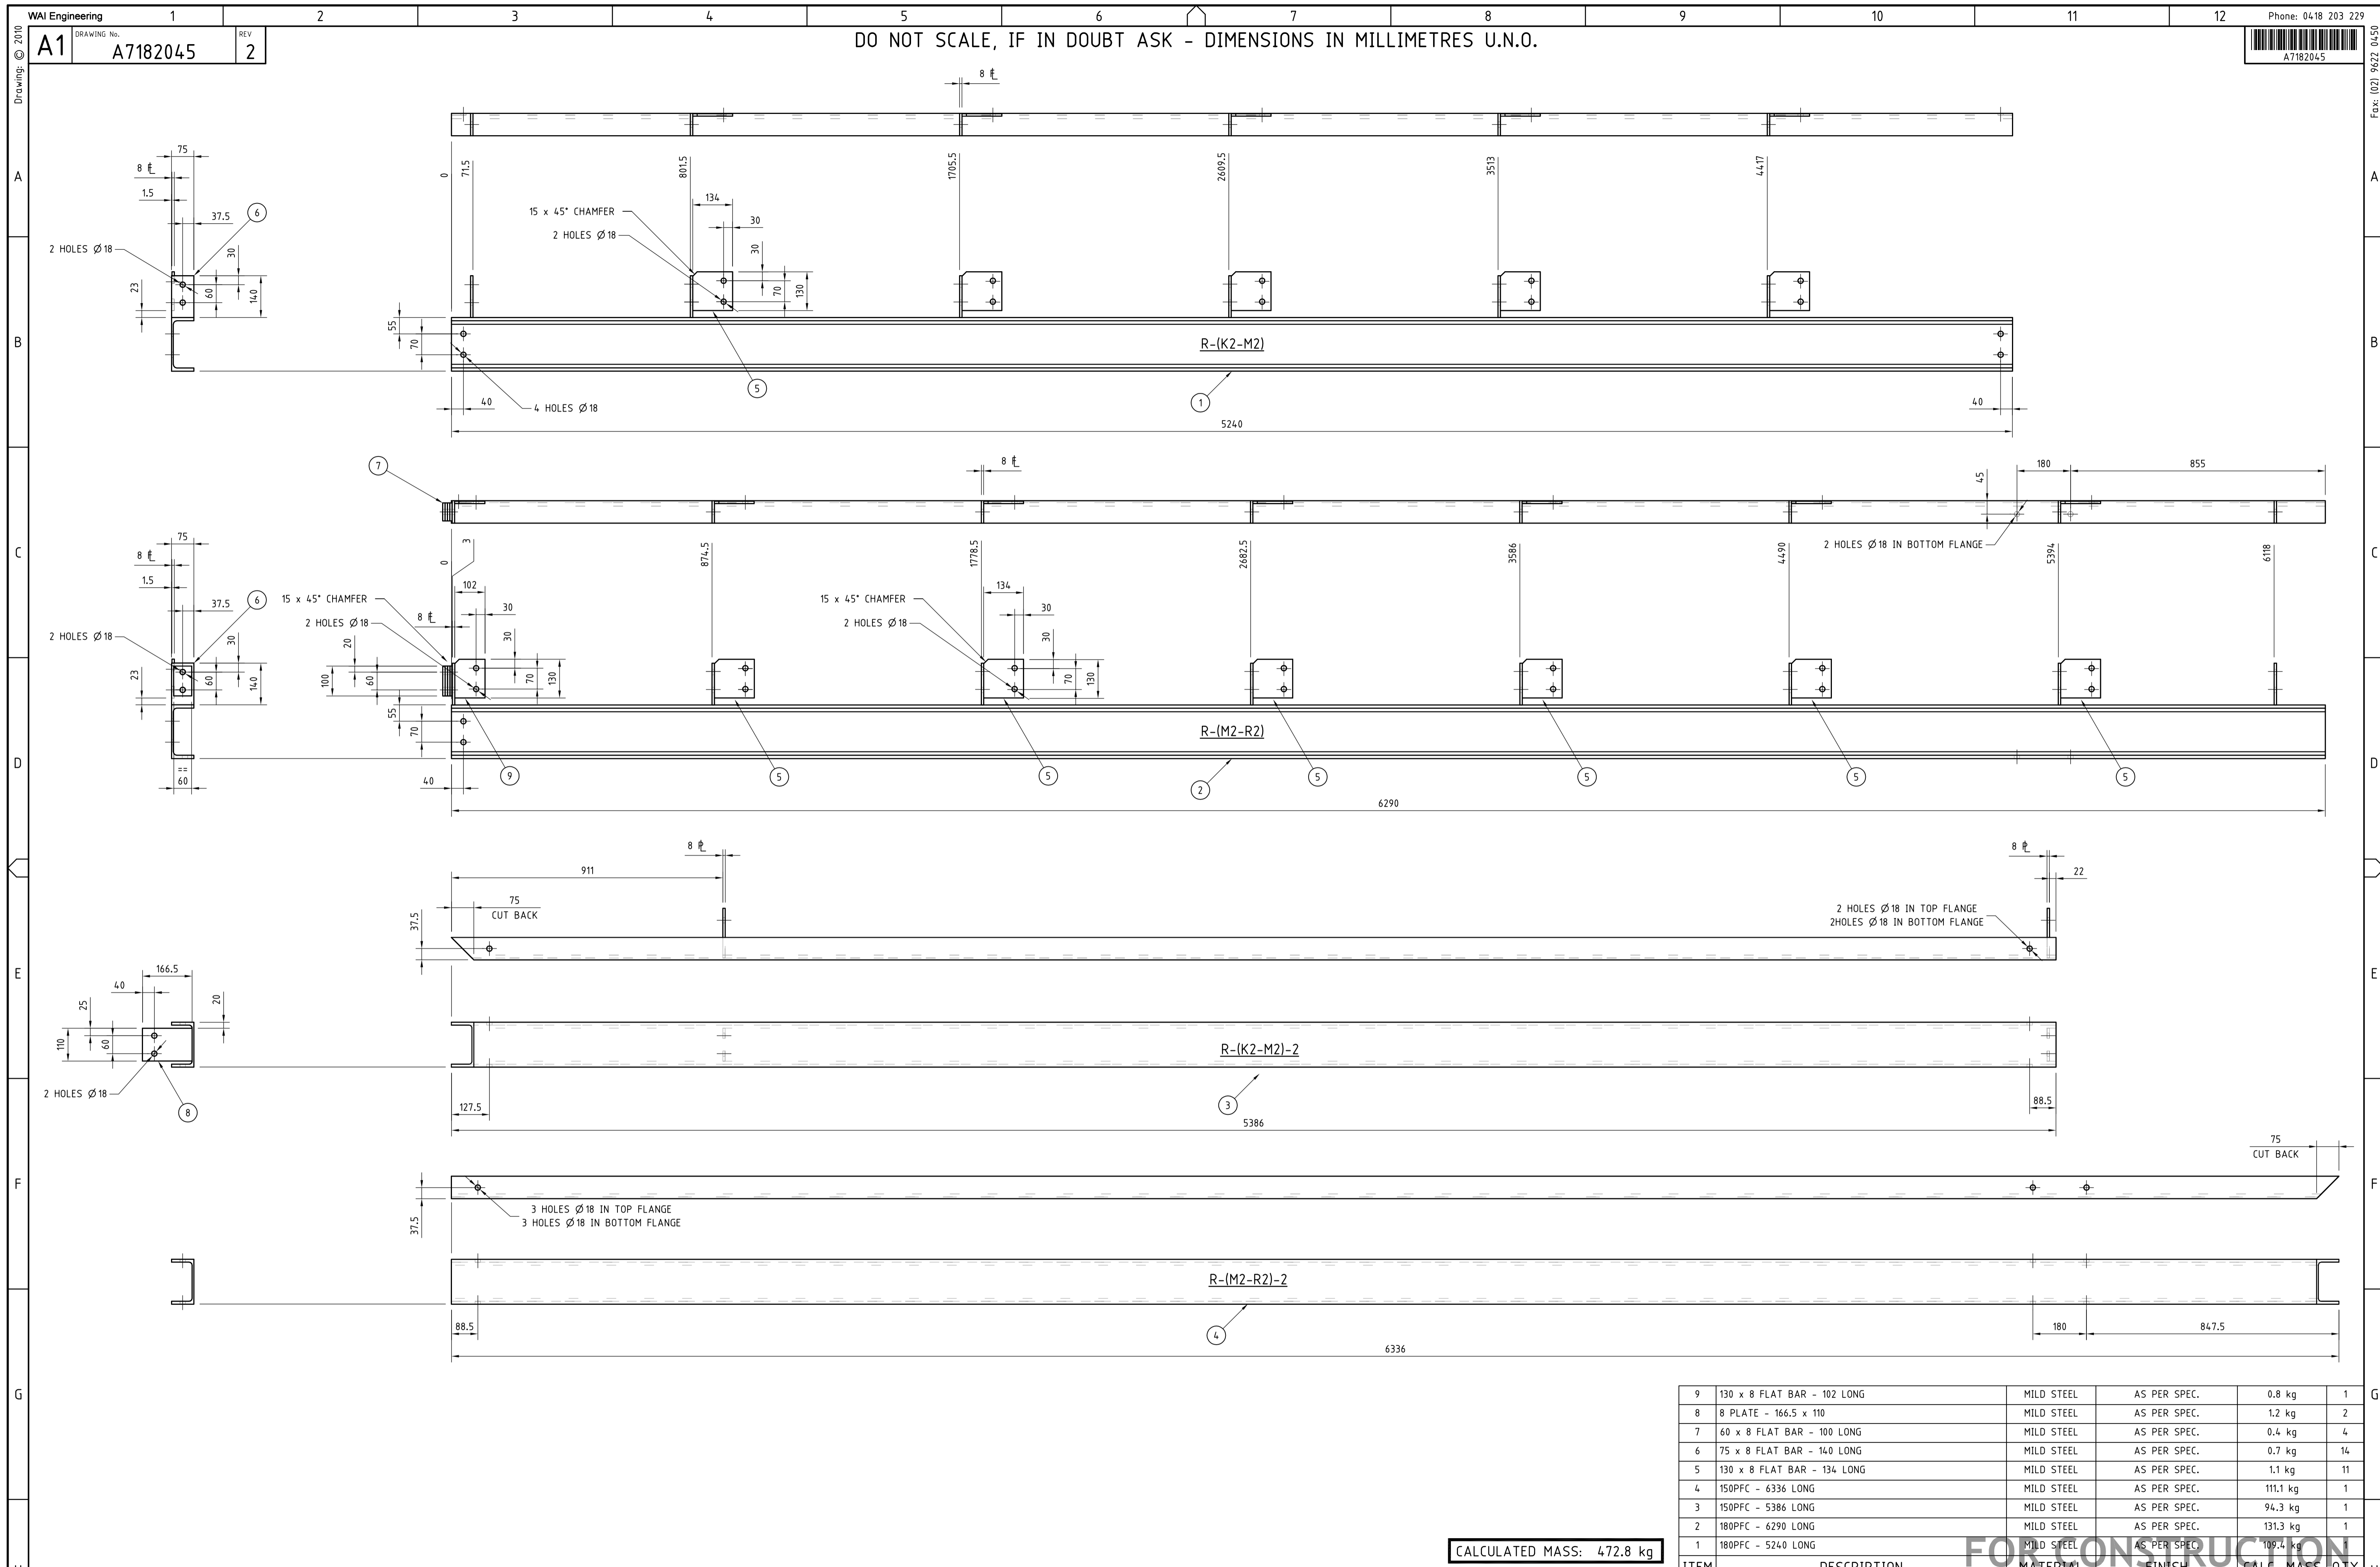 WAI Engineering 1 2 3 4 5 6 7 8 9 10 11 12 Phone: 0418 203 229
Drawing: © 2010
Fax: (02) 9622 0450
A1 DRAWING No. A7182045 REV 2
DO NOT SCALE, IF IN DOUBT ASK - DIMENSIONS IN MILLIMETRES U.N.O.
A7182045
8 ℄
A
75
8 ℄
1.5
37.5
6
2 HOLES Ø18
30
23
60
140
0
71.5
801.5
1705.5
2609.5
3513
4417
A
15 x 45° CHAMFER
134
2 HOLES Ø18
30
30
70
130
B
55
70
R-(K2-M2)
B
5
40
4 HOLES Ø18
1
40
5240
7
8 ℄
180
855
45
2 HOLES Ø18 IN BOTTOM FLANGE
C
75
8 ℄
1.5
37.5
6
2 HOLES Ø18
30
23
60
140
0
3
874.5
1778.5
2682.5
3586
4490
5394
6118
C
15 x 45° CHAMFER
102
2 HOLES Ø18
8 ℄
30
20
30
100
60
70
130
15 x 45° CHAMFER
134
2 HOLES Ø18
30
30
70
130
55
70
R-(M2-R2)
D
==
60
40
9
5
5
5
5
5
5
2
D
6290
8 ℄
8 ℄
911
22
75
CUT BACK
37.5
2 HOLES Ø18 IN TOP FLANGE
2HOLES Ø18 IN BOTTOM FLANGE
E
166.5
40
25
20
110
60
2 HOLES Ø18
8
R-(K2-M2)-2
E
127.5
3
88.5
5386
75
CUT BACK
F
37.5
3 HOLES Ø18 IN TOP FLANGE
3 HOLES Ø18 IN BOTTOM FLANGE
F
R-(M2-R2)-2
88.5
4
180
847.5
6336
G
G
9 130 x 8 FLAT BAR - 102 LONG MILD STEEL AS PER SPEC. 0.8 kg 1
8 8 PLATE - 166.5 x 110 MILD STEEL AS PER SPEC. 1.2 kg 2
7 60 x 8 FLAT BAR - 100 LONG MILD STEEL AS PER SPEC. 0.4 kg 4
6 75 x 8 FLAT BAR - 140 LONG MILD STEEL AS PER SPEC. 0.7 kg 14
5 130 x 8 FLAT BAR - 134 LONG MILD STEEL AS PER SPEC. 1.1 kg 11
4 150PFC - 6336 LONG MILD STEEL AS PER SPEC. 111.1 kg 1
3 150PFC - 5386 LONG MILD STEEL AS PER SPEC. 94.3 kg 1
2 180PFC - 6290 LONG MILD STEEL AS PER SPEC. 131.3 kg 1
1 180PFC - 5240 LONG MILD STEEL AS PER SPEC. 109.4 kg 1
ITEM DESCRIPTION MATERIAL FINISH CALC. MASS QTY
CALCULATED MASS: 472.8 kg
FOR CONSTRUCTION